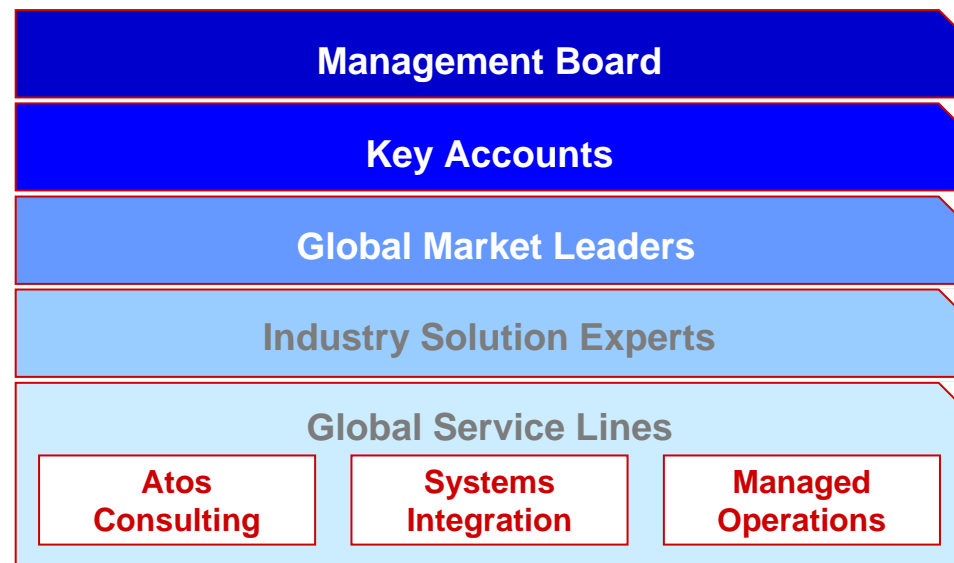 Management Board
Key Accounts
Global Market Leaders
Industry Solution Experts
Global Service Lines
Atos
Consulting
Systems
Integration
Managed
Operations